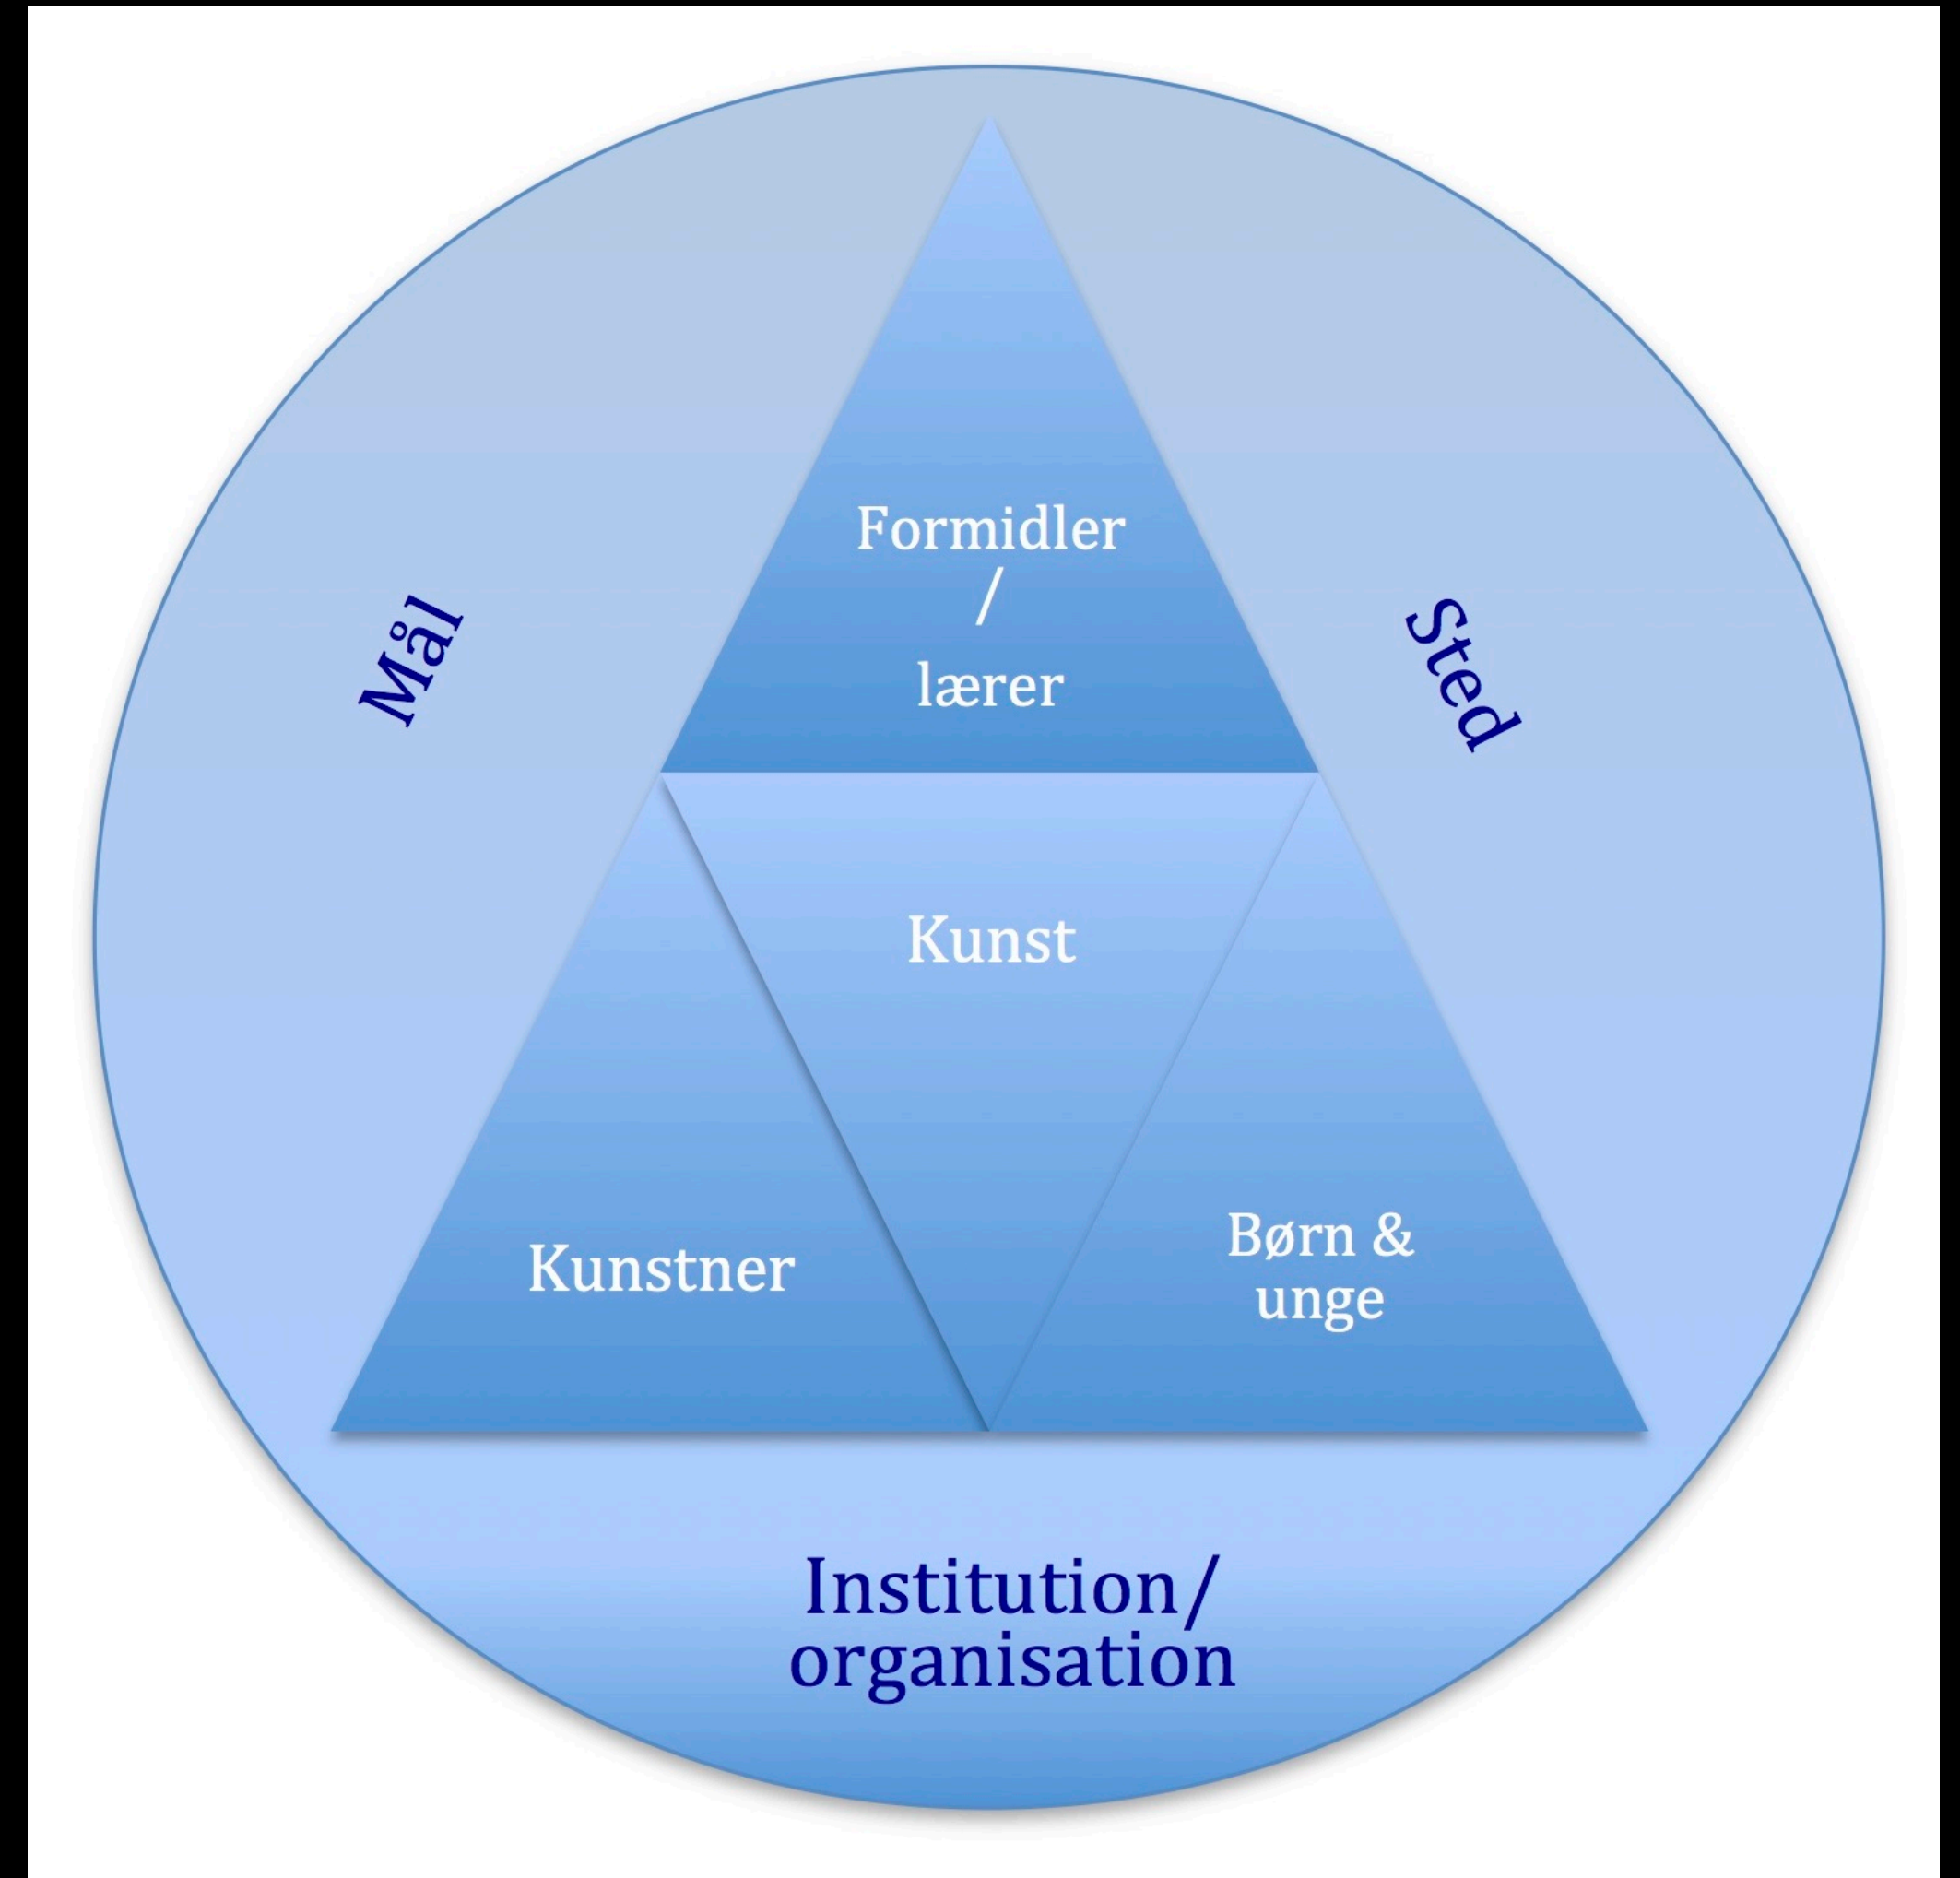 Formidler
/
lærer
Mål
Sted
Kunst
Kunstner
Børn &
unge
Institution/
organisation